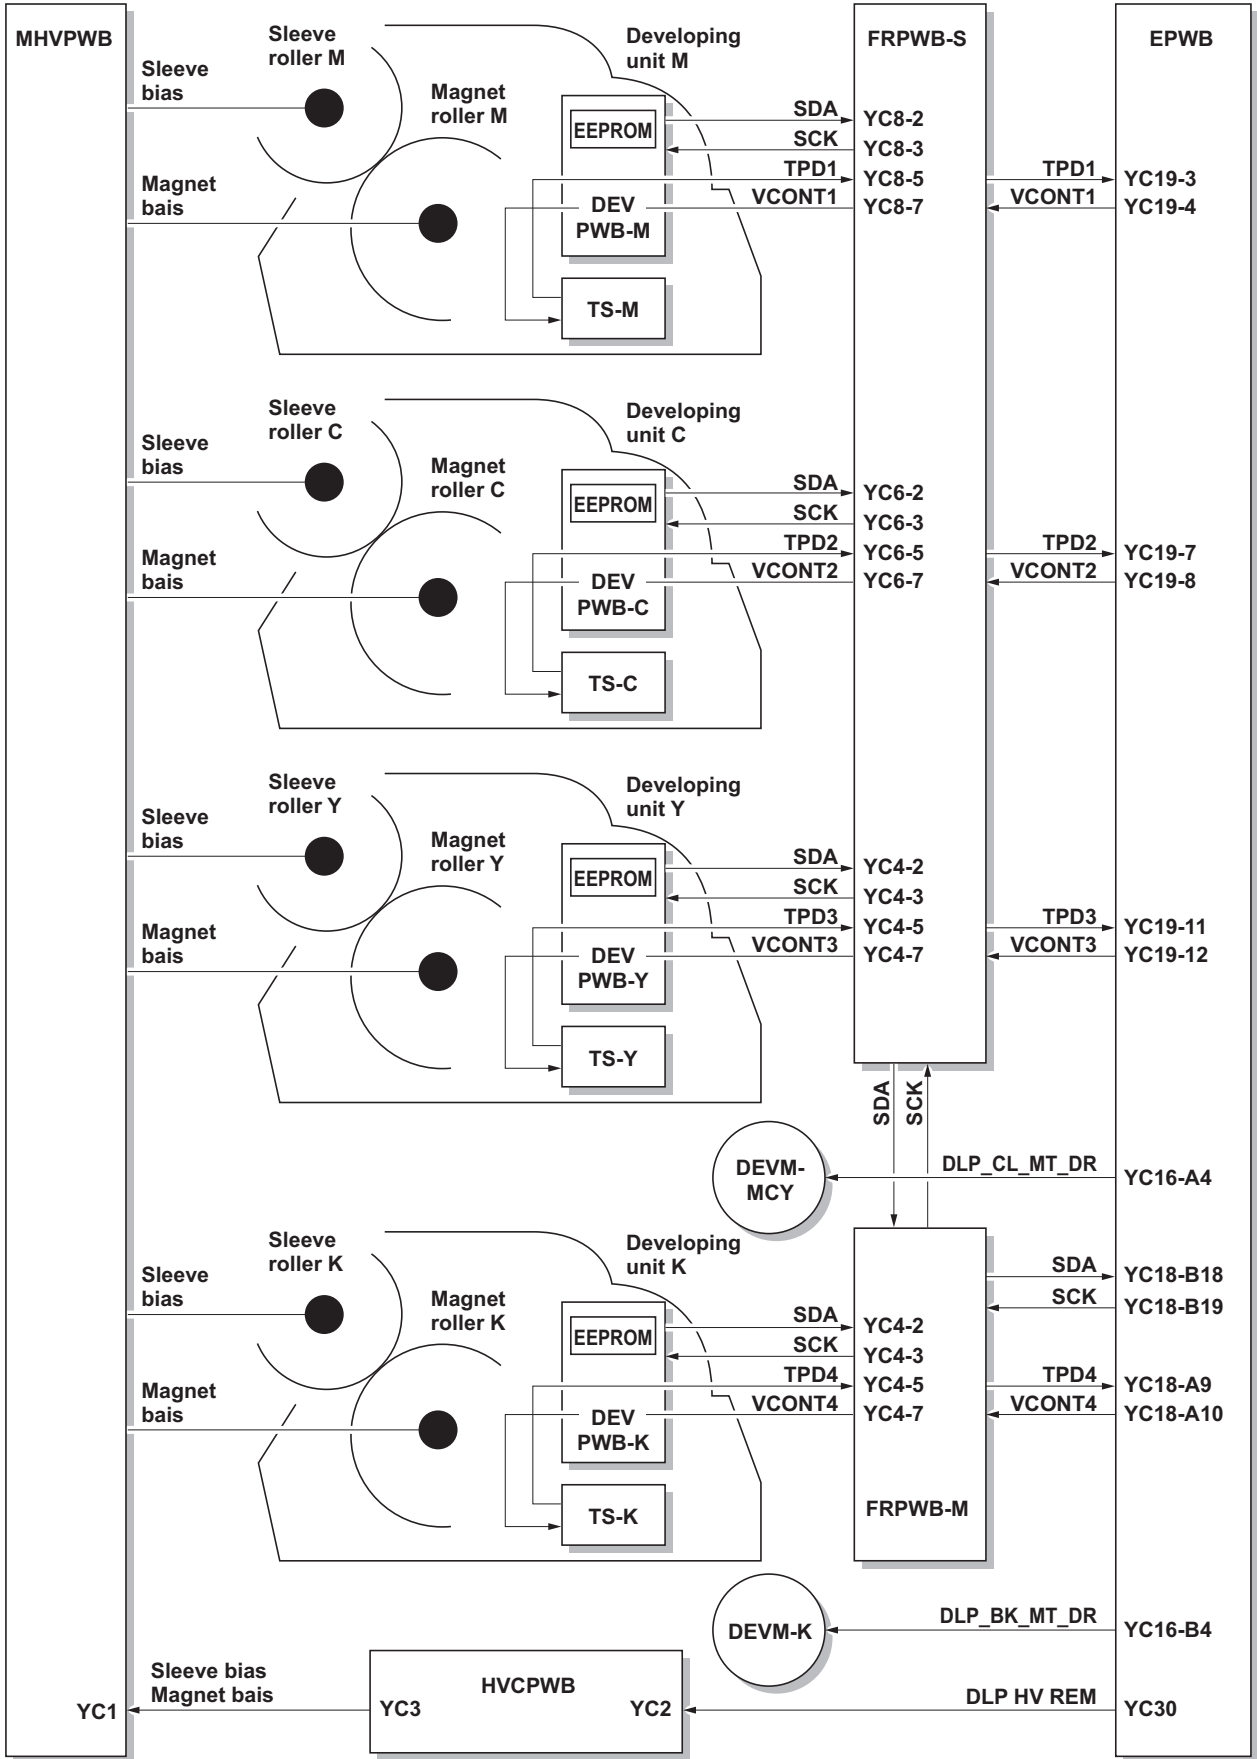 MHVPWB
Sleeve
roller M
Developing
unit M
FRPWB-S
EPWB
Sleeve
bias
Magnet
roller M
EEPROM
SDA
YC8-2
SCK
YC8-3
Magnet
bais
TPD1
YC8-5
TPD1
YC19-3
DEV
PWB-M
VCONT1
YC8-7
VCONT1
YC19-4
TS-M
Sleeve
roller C
Developing
unit C
Sleeve
bias
Magnet
roller C
EEPROM
SDA
YC6-2
SCK
YC6-3
Magnet
bais
TPD2
YC6-5
TPD2
YC19-7
DEV
PWB-C
VCONT2
YC6-7
VCONT2
YC19-8
TS-C
Sleeve
roller Y
Developing
unit Y
Sleeve
bias
Magnet
roller Y
EEPROM
SDA
YC4-2
SCK
YC4-3
Magnet
bais
TPD3
YC4-5
TPD3
YC19-11
DEV
PWB-Y
VCONT3
YC4-7
VCONT3
YC19-12
TS-Y
SDA
SCK
DEVM-
MCY
DLP_CL_MT_DR
YC16-A4
Sleeve
roller K
Developing
unit K
Sleeve
bias
Magnet
roller K
SDA
YC18-B18
SCK
YC18-B19
EEPROM
SDA
YC4-2
SCK
YC4-3
Magnet
bais
TPD4
YC4-5
TPD4
YC18-A9
DEV
PWB-K
VCONT4
YC4-7
VCONT4
YC18-A10
TS-K
FRPWB-M
DEVM-K
DLP_BK_MT_DR
YC16-B4
Sleeve bias
Magnet bais
HVCPWB
YC1
YC3
YC2
DLP HV REM
YC30